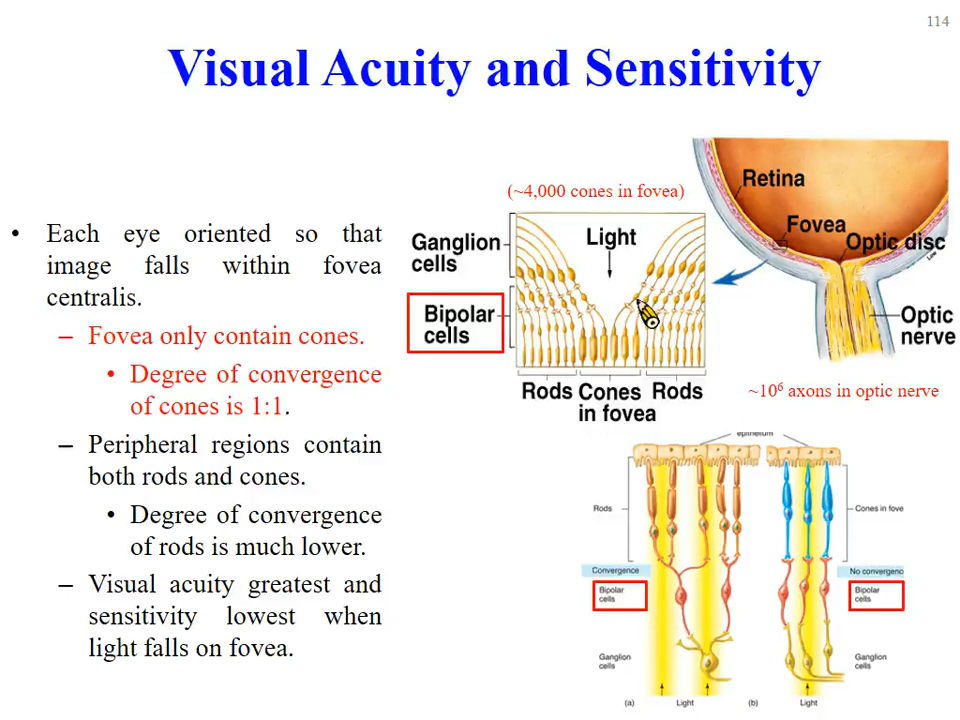 114
Visual Acuity and Sensitivity
• Each eye oriented so that
image falls within fovea
centralis.
– Fovea only contain cones.
• Degree of convergence
of cones is 1:1.
– Peripheral regions contain
both rods and cones.
• Degree of convergence
of rods is much lower.
– Visual acuity greatest and
sensitivity lowest when
light falls on fovea.
(~4,000 cones in fovea)
Ganglion
cells
Light
Bipolar
cells
Rods Cones Rods
in fovea
Retina
Fovea
Optic disc
Optic
nerve
~10⁶ axons in optic nerve
epithelium
Rods
Cones in fove
Convergence
No convergenc
Bipolar
cells
Bipolar
cells
Ganglion
cells
Ganglion
cells
(a) Light (b) Light